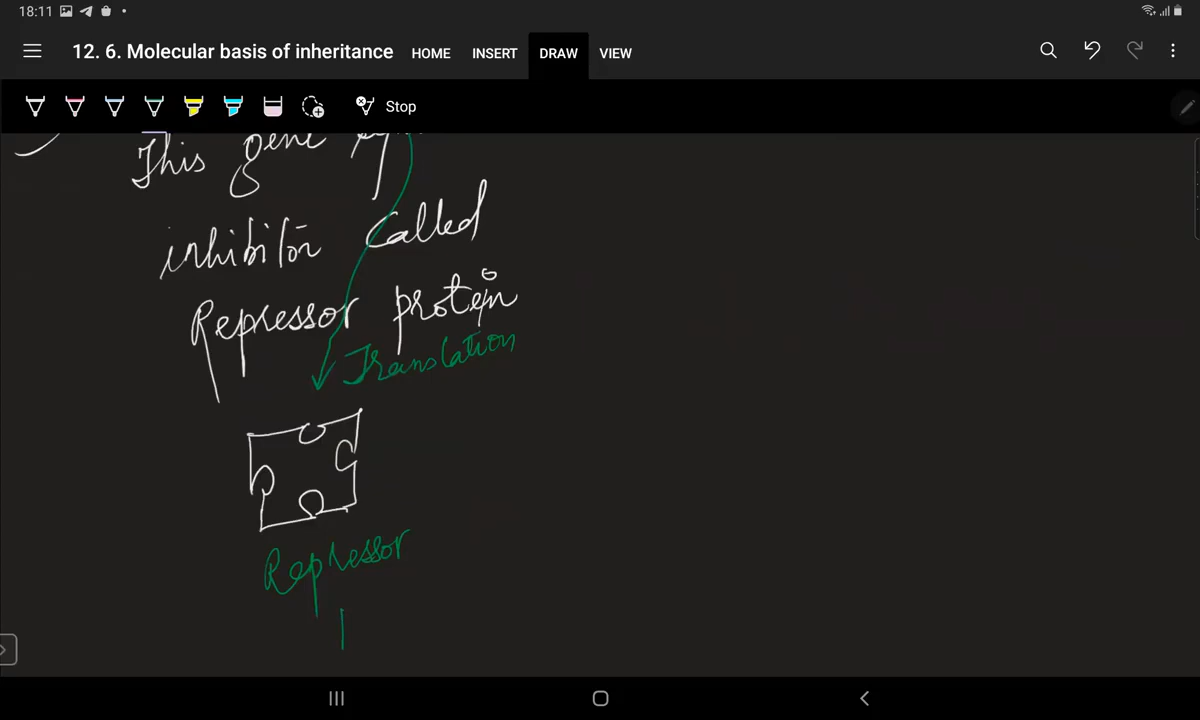 18:11
12. 6. Molecular basis of inheritance HOME INSERT DRAW VIEW
Stop
This gene
inhibitor called
Repressor protein
Translation
Repressor